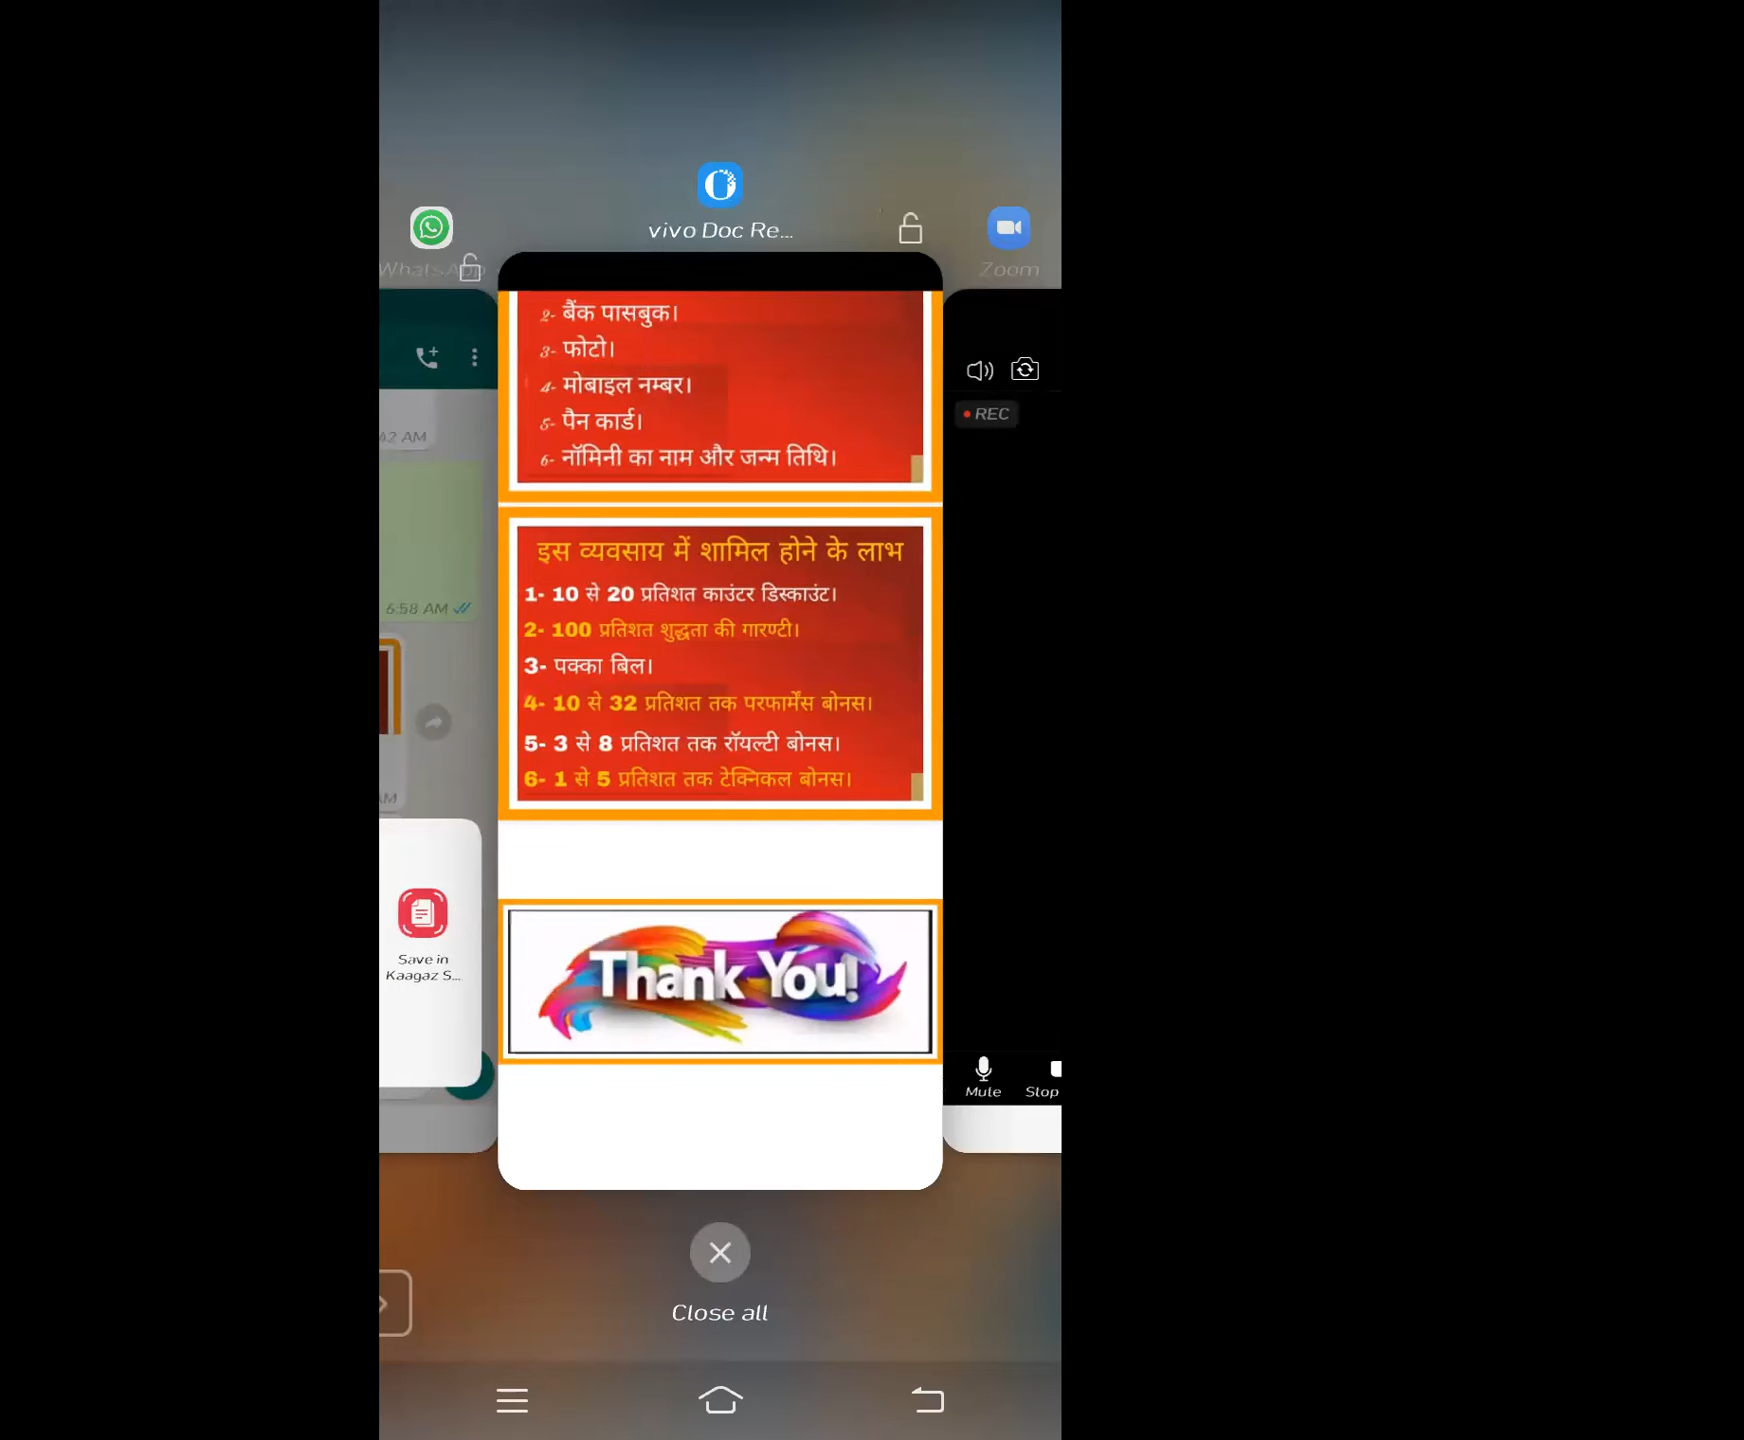 vivo Doc Re...
WhatsApp
Zoom
2- बैंक पासबुक।
3- फोटो।
4- मोबाइल नम्बर।
5- पैन कार्ड।
6- नॉमिनी का नाम और जन्म तिथि।
42 AM
REC
इस व्यवसाय में शामिल होने के लाभ
1- 10 से 20 प्रतिशत काउंटर डिस्काउंट।
2- 100 प्रतिशत शुद्धता की गारण्टी।
3- पक्का बिल।
4- 10 से 32 प्रतिशत तक परफार्मेंस बोनस।
5- 3 से 8 प्रतिशत तक रॉयल्टी बोनस।
6- 1 से 5 प्रतिशत तक टेक्निकल बोनस।
6:58 AM
AM
Save in
Kaagaz S...
Thank You!
Mute
Stop
Close all